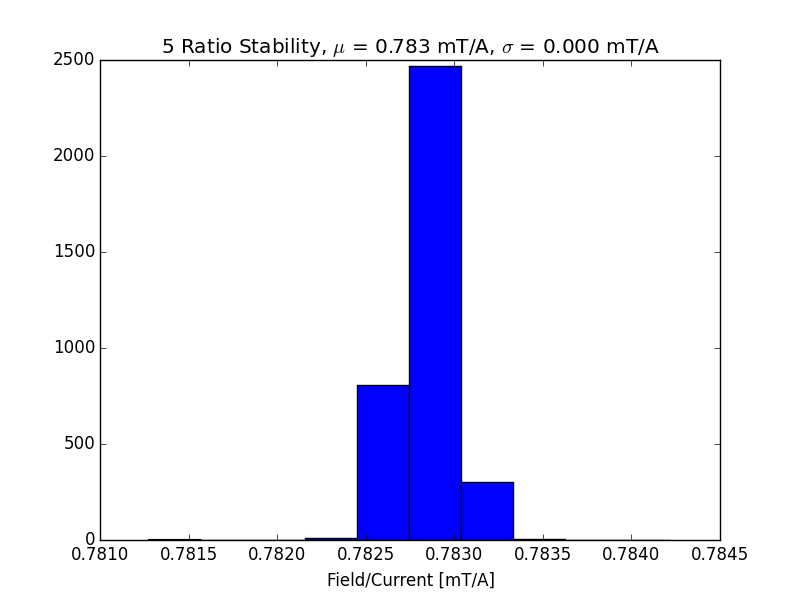 5 Ratio Stability, μ = 0.783 mT/A, σ = 0.000 mT/A
2500
2000
1500
1000
500
0
0.7810 0.7815 0.7820 0.7825 0.7830 0.7835 0.7840 0.7845
Field/Current [mT/A]